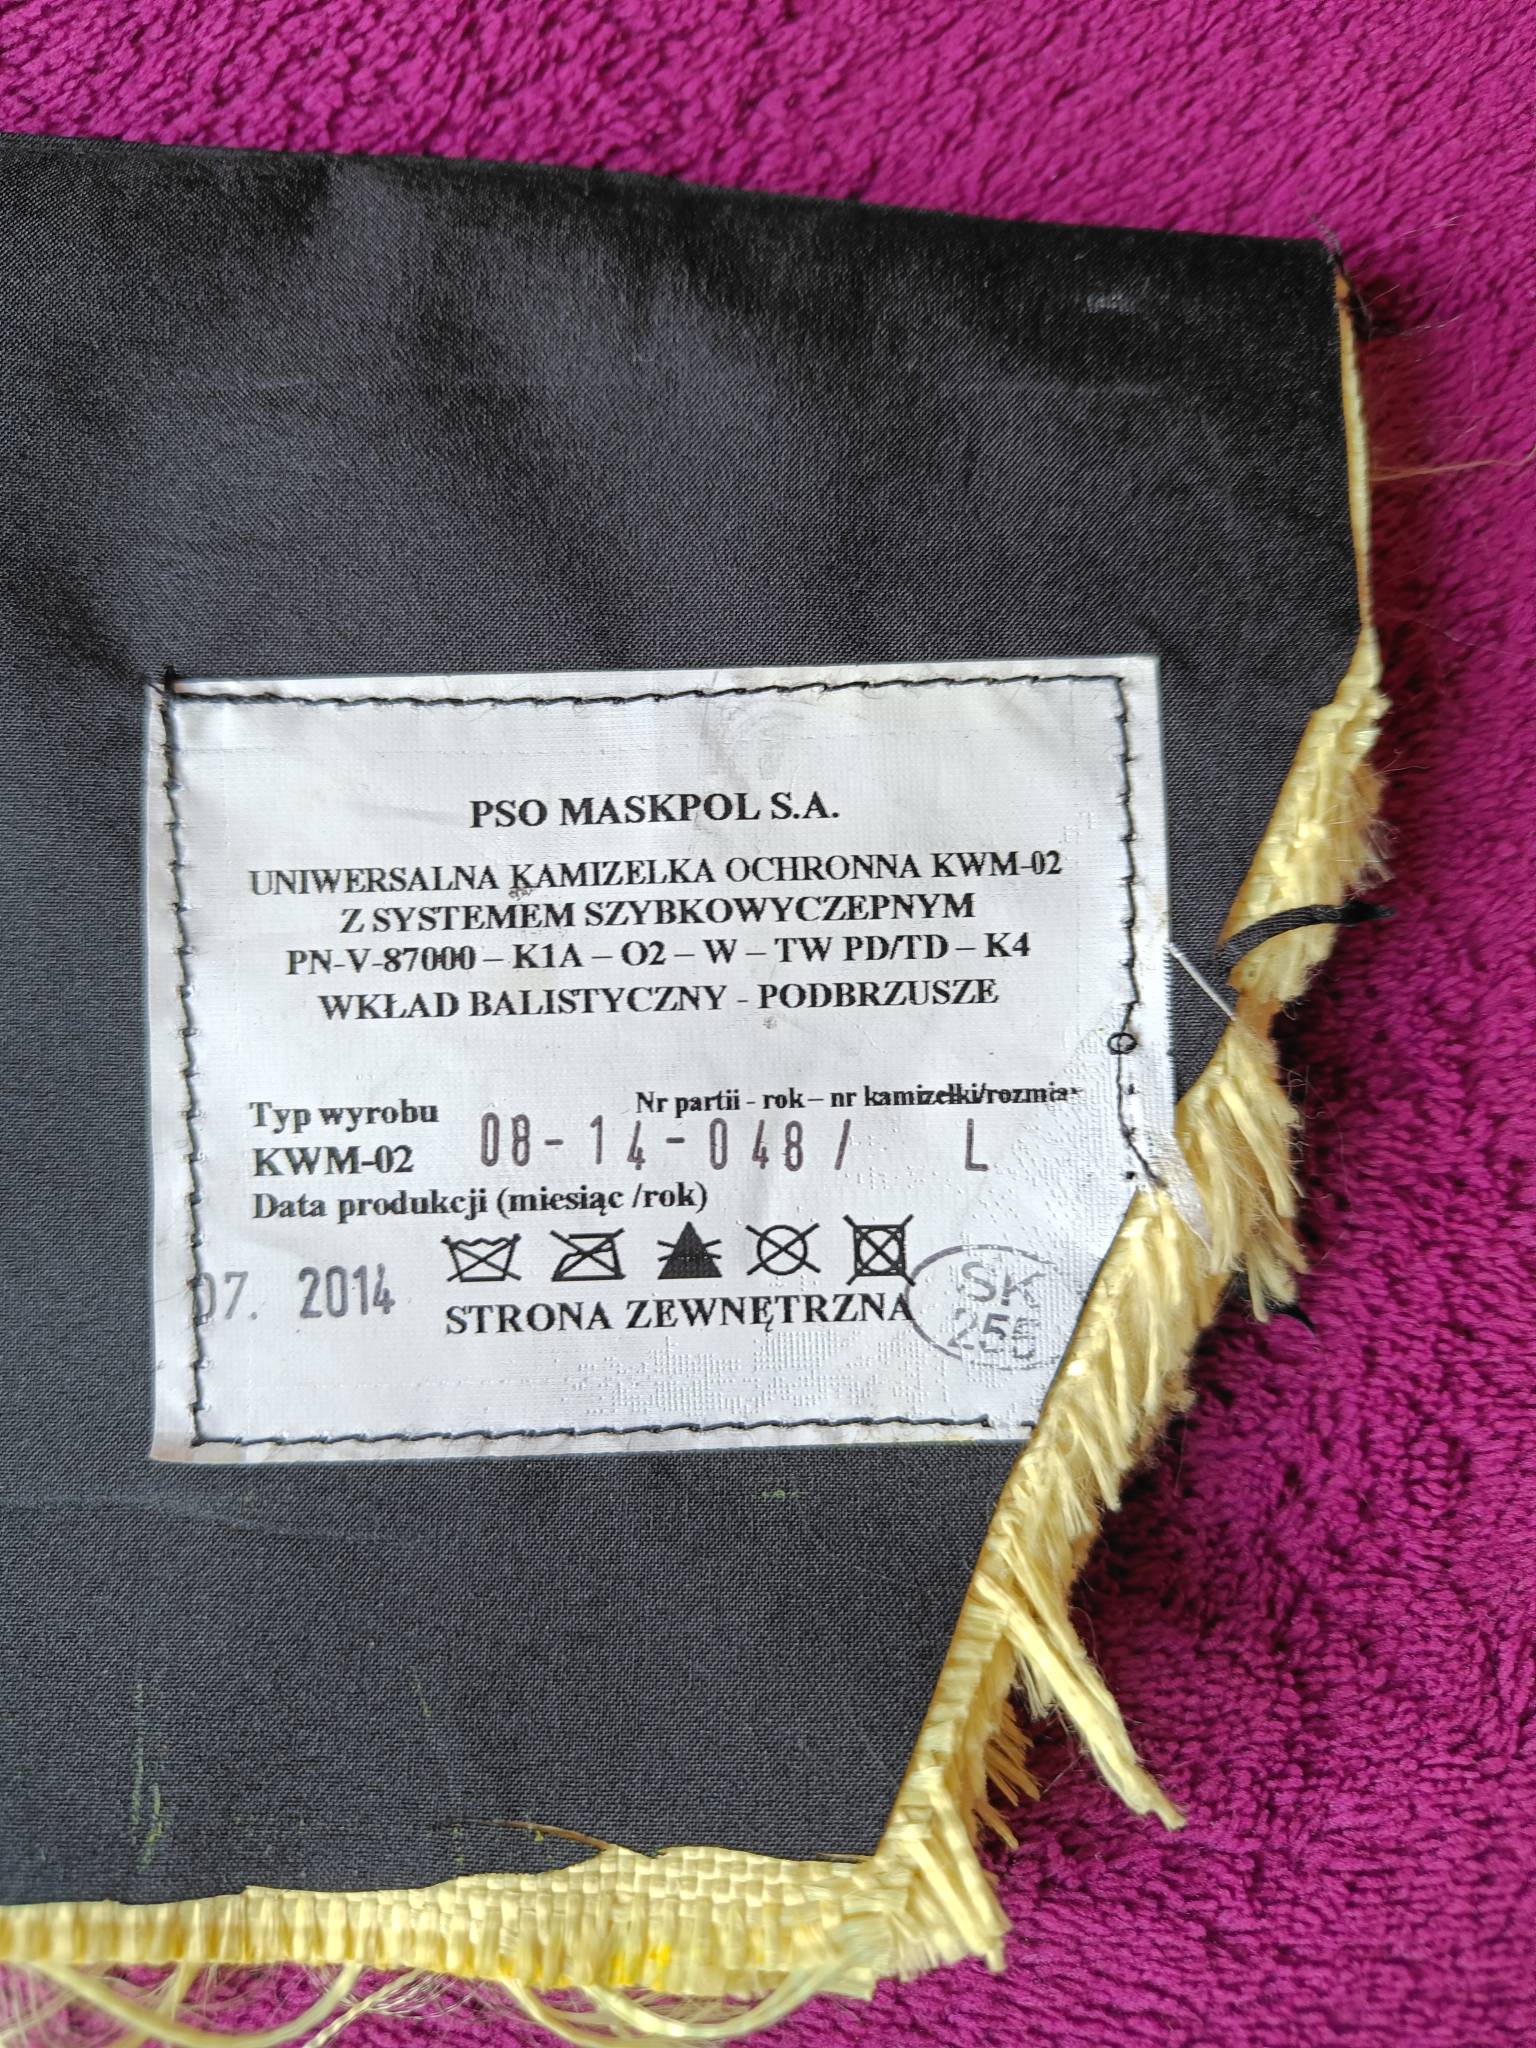 PSO MASKPOL S.A.
UNIWERSALNA KAMIZELKA OCHRONNA KWM-02
Z SYSTEMEM SZYBKOWYCZEPNYM
PN-V-87000 – K1A – O2 – W – TW PD/TD – K4
WKŁAD BALISTYCZNY - PODBRZUSZE
Nr partii - rok – nr kamizelki/rozmiar
Typ wyrobu
KWM-02 08-14-048/ L
Data produkcji (miesiąc /rok)
07. 2014
STRONA ZEWNĘTRZNA
SK
255